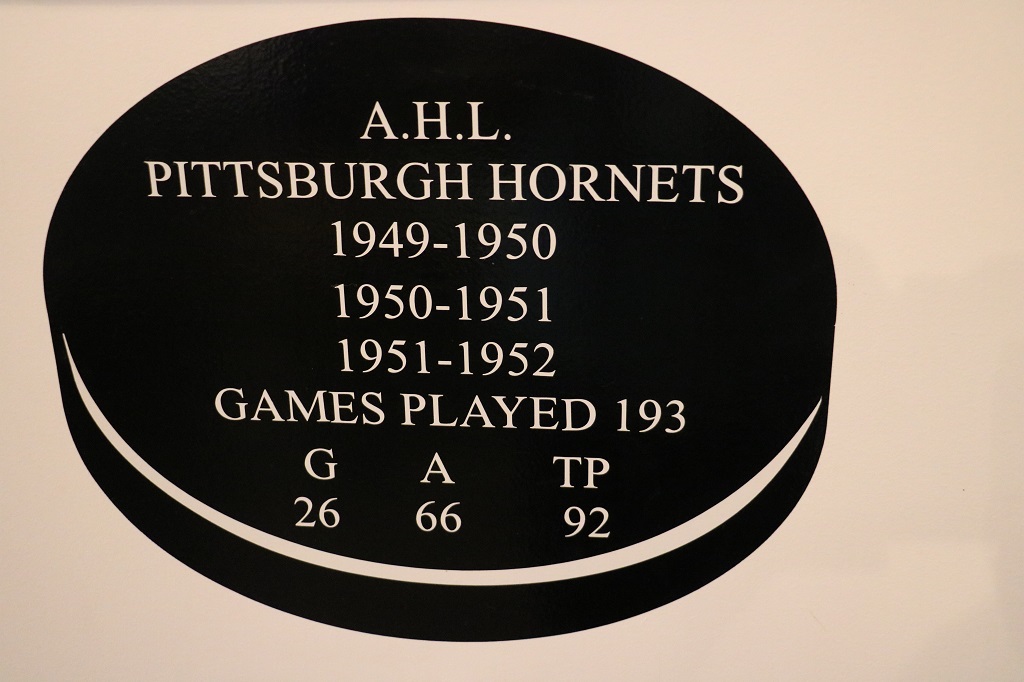 A.H.L.
PITTSBURGH HORNETS
1949-1950
1950-1951
1951-1952
GAMES PLAYED 193
G A TP
26 66 92